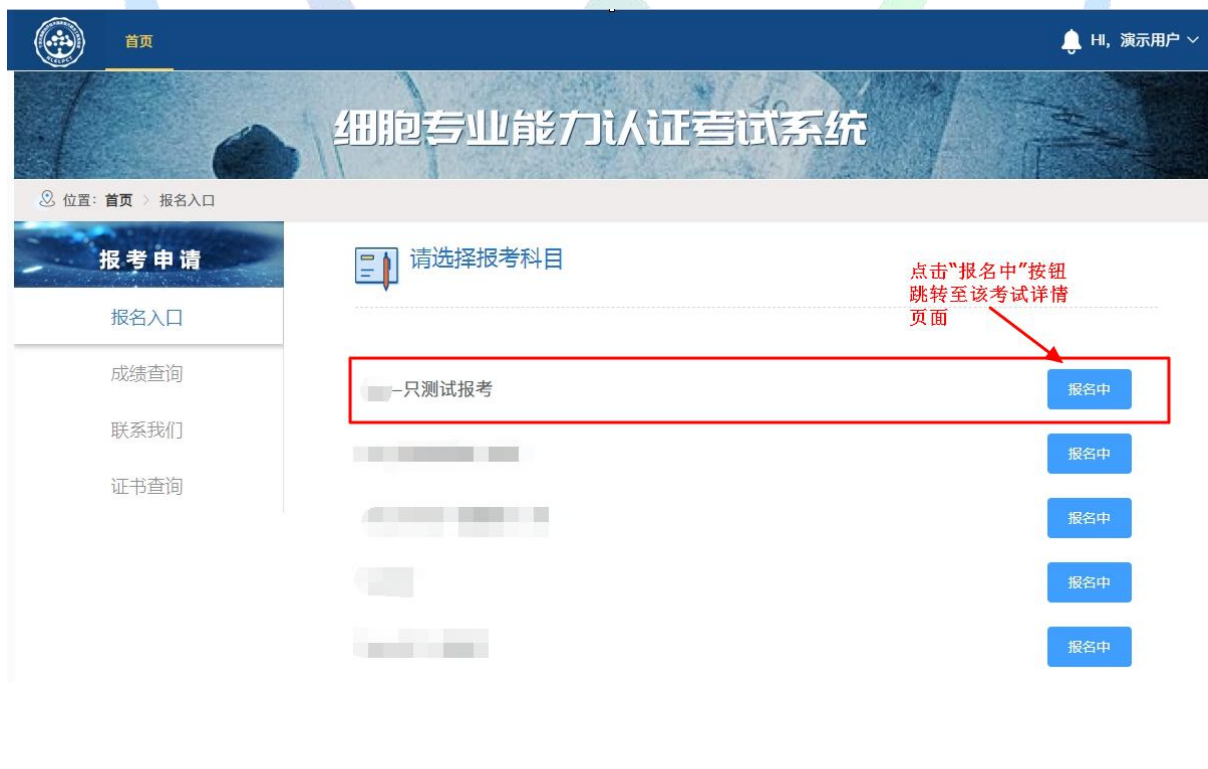 首页
HI，演示用户
细胞专业能力认证考试系统
位置：首页 > 报名入口
报考申请
请选择报考科目
点击“报名中”按钮
跳转至该考试详情
页面
报名入口
成绩查询
联系我们
证书查询
–只测试报考
报名中
报名中
报名中
报名中
报名中